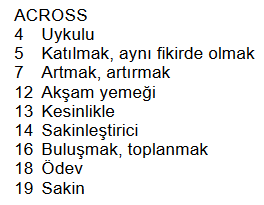 ACROSS
4 Uykulu
5 Katılmak, aynı fikirde olmak
7 Artmak, artırmak
12 Akşam yemeği
13 Kesinlikle
14 Sakinleştirici
16 Buluşmak, toplanmak
18 Ödev
19 Sakin